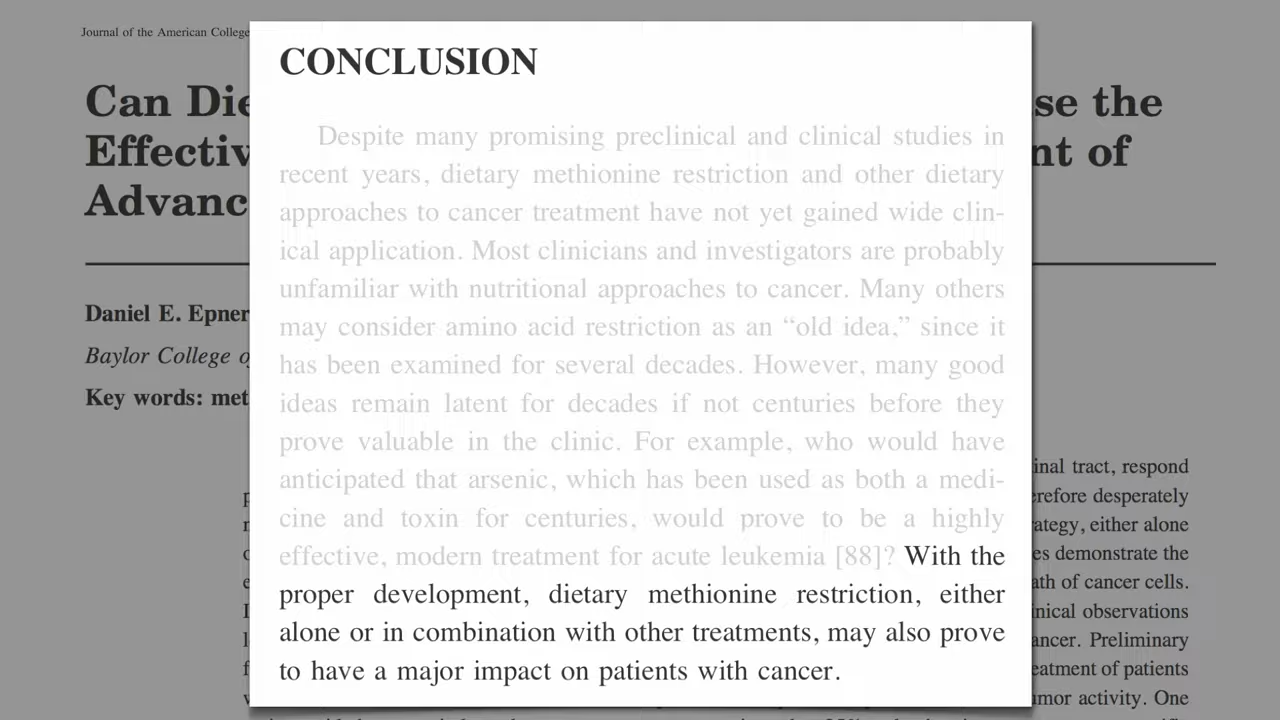 Journal of the American College
CONCLUSION
Can Die
se the
Effectiv
nt of
Advanc
Daniel E. Epner
Baylor College
Key words: met
Despite many promising preclinical and clinical studies in
recent years, dietary methionine restriction and other dietary
approaches to cancer treatment have not yet gained wide clin-
ical application. Most clinicians and investigators are probably
unfamiliar with nutritional approaches to cancer. Many others
may consider amino acid restriction as an “old idea,” since it
has been examined for several decades. However, many good
ideas remain latent for decades if not centuries before they
prove valuable in the clinic. For example, who would have
anticipated that arsenic, which has been used as both a medi-
cine and toxin for centuries, would prove to be a highly
effective, modern treatment for acute leukemia [88]? With the
proper development, dietary methionine restriction, either
alone or in combination with other treatments, may also prove
to have a major impact on patients with cancer.
inal tract, respond
erefore desperately
ategy, either alone
es demonstrate the
ath of cancer cells.
inical observations
ancer. Preliminary
eatment of patients
umor activity. One